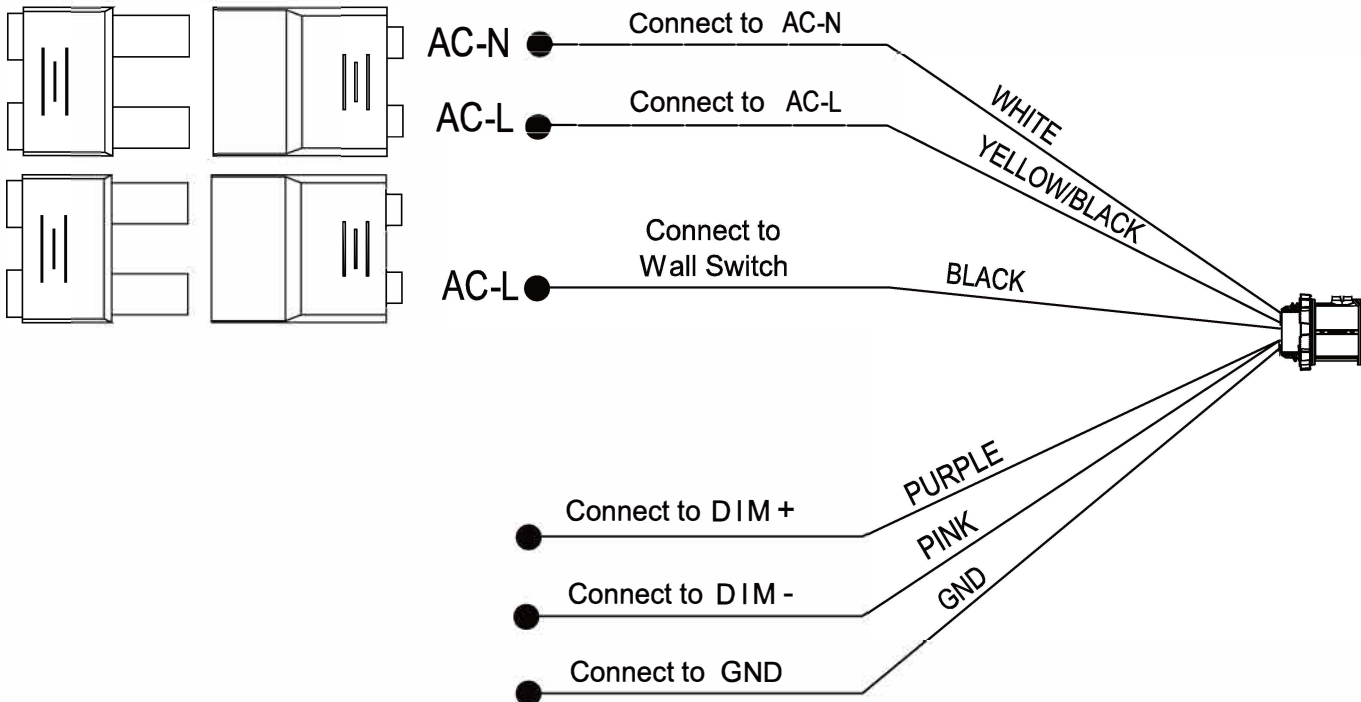 AC-N
Connect to AC-N
WHITE
AC-L
Connect to AC-L
YELLOW/BLACK
AC-L
Connect to
Wall Switch
BLACK
Connect to DIM+
PURPLE
Connect to DIM-
PINK
Connect to GND
GND